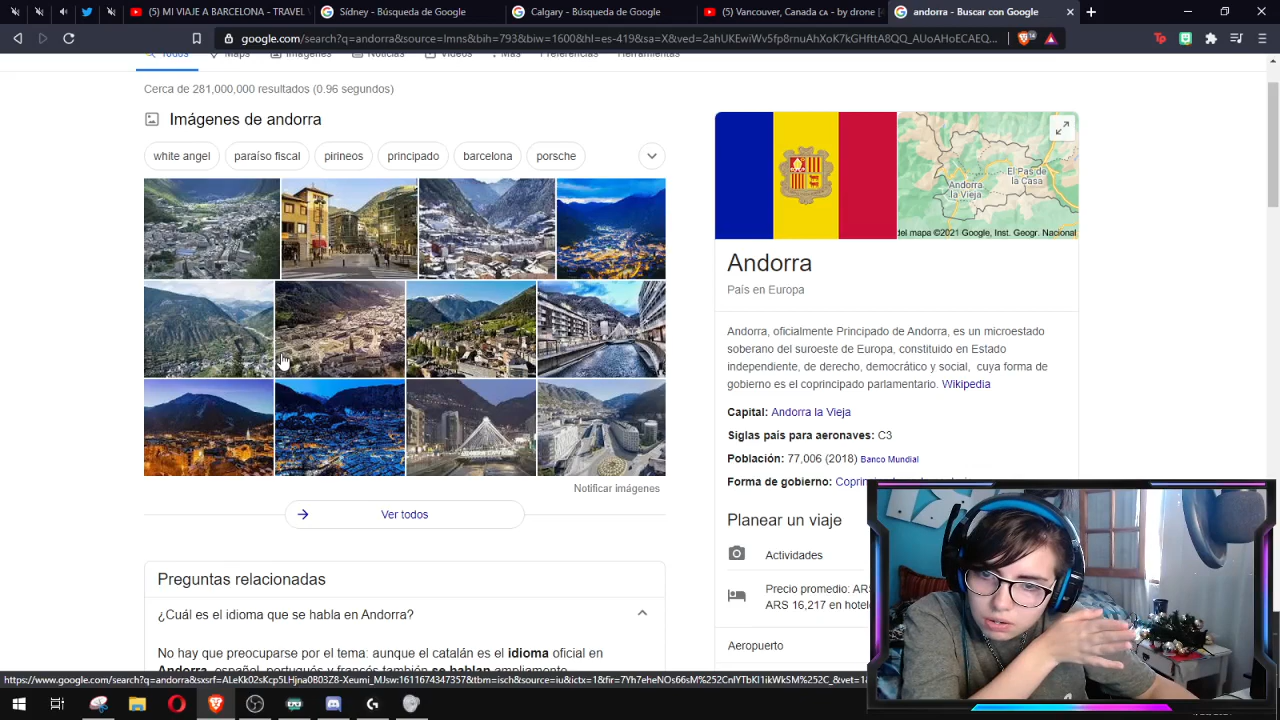 (5) MI VIAJE A BARCELONA - TRAVEL
Sídney - Búsqueda de Google
Calgary - Búsqueda de Google
(5) Vancouver, Canada ca - by drone [
andorra - Buscar con Google
google.com/search?q=andorra&source=lmns&bih=793&biw=1600&hl=es-419&sa=X&ved=2ahUKEwiWv5fp8rnuAhXoK7kGHfttA8QQ_AUoAHoECAEQ...
Todos
Maps
Imágenes
Noticias
Videos
Más
Preferencias
Herramientas
Cerca de 281,000,000 resultados (0.96 segundos)
Imágenes de andorra
white angel
paraíso fiscal
pirineos
principado
barcelona
porsche
Notificar imágenes
Ver todos
Preguntas relacionadas
¿Cuál es el idioma que se habla en Andorra?
No hay que preocuparse por el tema: aunque el catalán es el idioma oficial en
Andorra, español, portugués y francés también se hablan ampliamente
El Pas de
la Casa
Andorra
la Vieja
del mapa ©2021 Google, Inst. Geogr. Nacional
Andorra
País en Europa
Andorra, oficialmente Principado de Andorra, es un microestado
soberano del suroeste de Europa, constituido en Estado
independiente, de derecho, democrático y social, cuya forma de
gobierno es el coprincipado parlamentario. Wikipedia
Capital: Andorra la Vieja
Siglas país para aeronaves: C3
Población: 77,006 (2018) Banco Mundial
Forma de gobierno:
Planear un viaje
Actividades
Precio promedio: ARS
ARS 16,217 en hotele
Aeropuerto